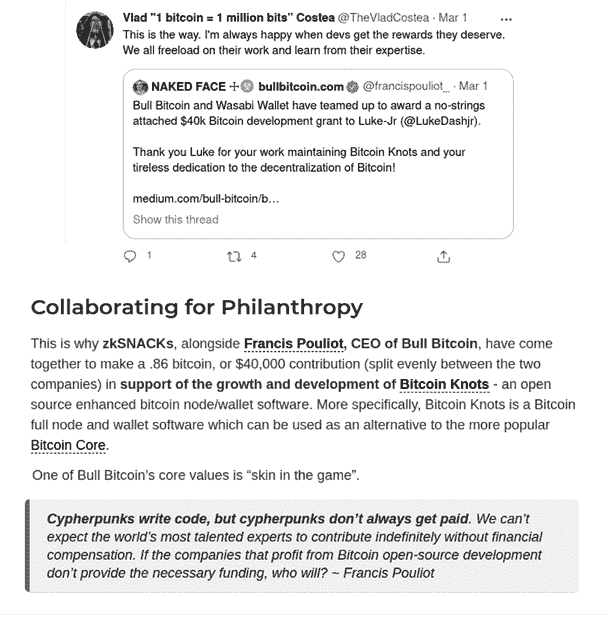 Vlad "1 bitcoin = 1 million bits" Costea @TheVladCostea · Mar 1 ...
This is the way. I'm always happy when devs get the rewards they deserve.
We all freeload on their work and learn from their expertise.
NAKED FACE bullbitcoin.com @francispouliot_ · Mar 1
Bull Bitcoin and Wasabi Wallet have teamed up to award a no-strings
attached $40k Bitcoin development grant to Luke-Jr (@LukeDashjr).
Thank you Luke for your work maintaining Bitcoin Knots and your
tireless dedication to the decentralization of Bitcoin!
medium.com/bull-bitcoin/b...
Show this thread
1 4 28
Collaborating for Philanthropy
This is why zkSNACKs, alongside Francis Pouliot, CEO of Bull Bitcoin, have come
together to make a .86 bitcoin, or $40,000 contribution (split evenly between the two
companies) in support of the growth and development of Bitcoin Knots - an open
source enhanced bitcoin node/wallet software. More specifically, Bitcoin Knots is a Bitcoin
full node and wallet software which can be used as an alternative to the more popular
Bitcoin Core.
One of Bull Bitcoin's core values is "skin in the game".
Cypherpunks write code, but cypherpunks don't always get paid. We can't
expect the world's most talented experts to contribute indefinitely without financial
compensation. If the companies that profit from Bitcoin open-source development
don't provide the necessary funding, who will? ~ Francis Pouliot